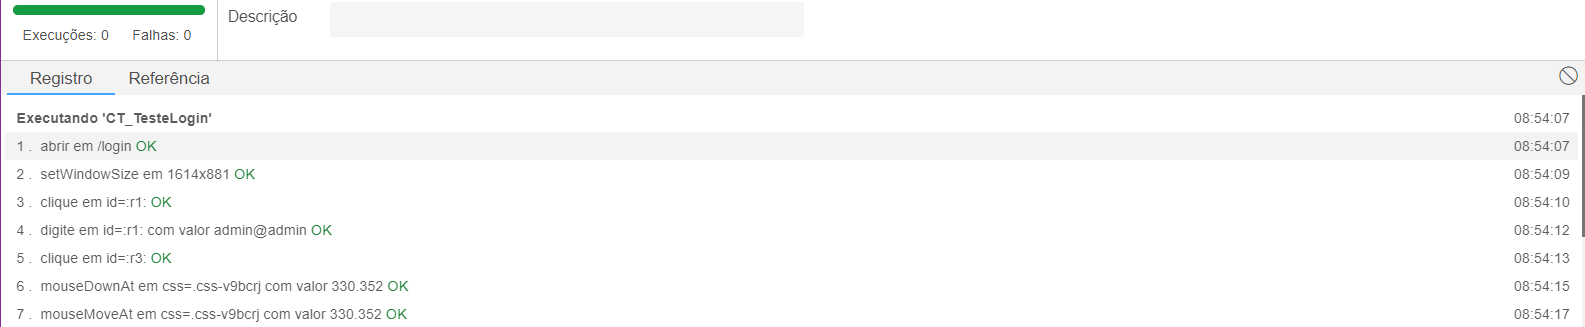 Execuções: 0 Falhas: 0 Descrição
Registro Referência
Executando 'CT_TesteLogin' 08:54:07
1 . abrir em /login OK 08:54:07
2 . setWindowSize em 1614x881 OK 08:54:09
3 . clique em id=:r1: OK 08:54:10
4 . digite em id=:r1: com valor admin@admin OK 08:54:12
5 . clique em id=:r3: OK 08:54:13
6 . mouseDownAt em css=.css-v9bcrj com valor 330.352 OK 08:54:15
7 . mouseMoveAt em css=.css-v9bcrj com valor 330.352 OK 08:54:17